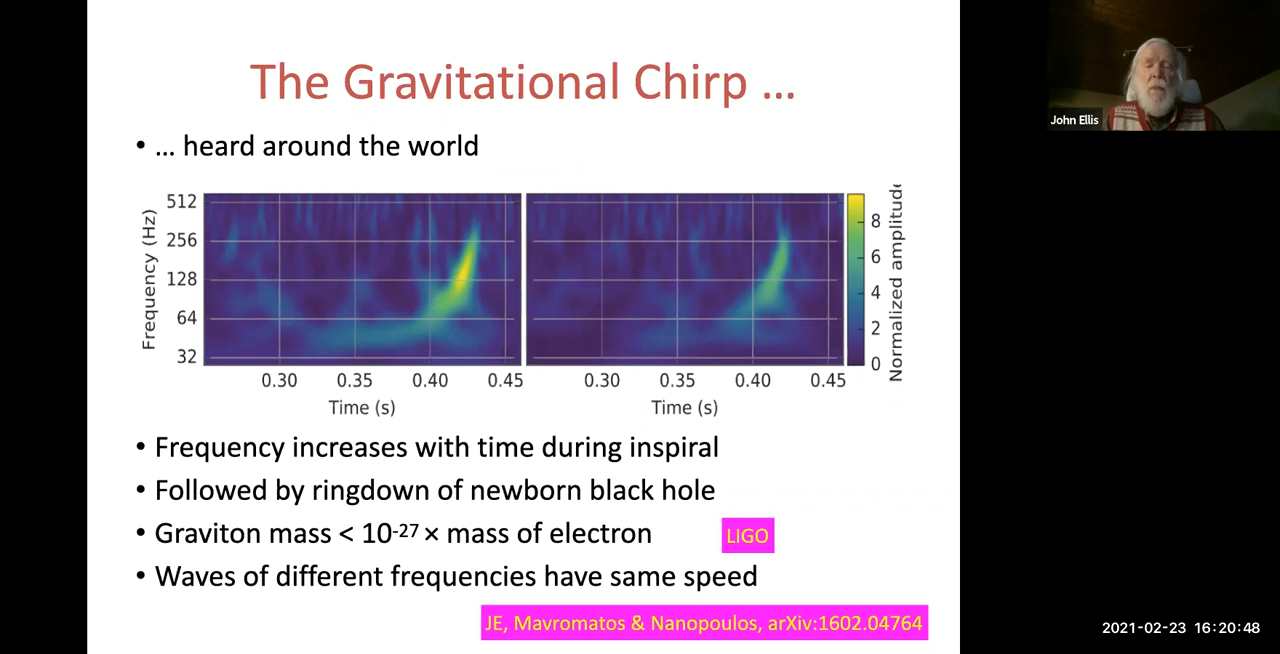 The Gravitational Chirp ...
• ... heard around the world
Frequency (Hz)
512
256
128
64
32
0.30 0.35 0.40 0.45
Time (s)
0.30 0.35 0.40 0.45
Time (s)
8
6
4
2
0
Normalized amplitude
• Frequency increases with time during inspiral
• Followed by ringdown of newborn black hole
• Graviton mass < 10⁻²⁷ × mass of electron
LIGO
• Waves of different frequencies have same speed
JE, Mavromatos & Nanopoulos, arXiv:1602.04764
John Ellis
2021-02-23 16:20:48